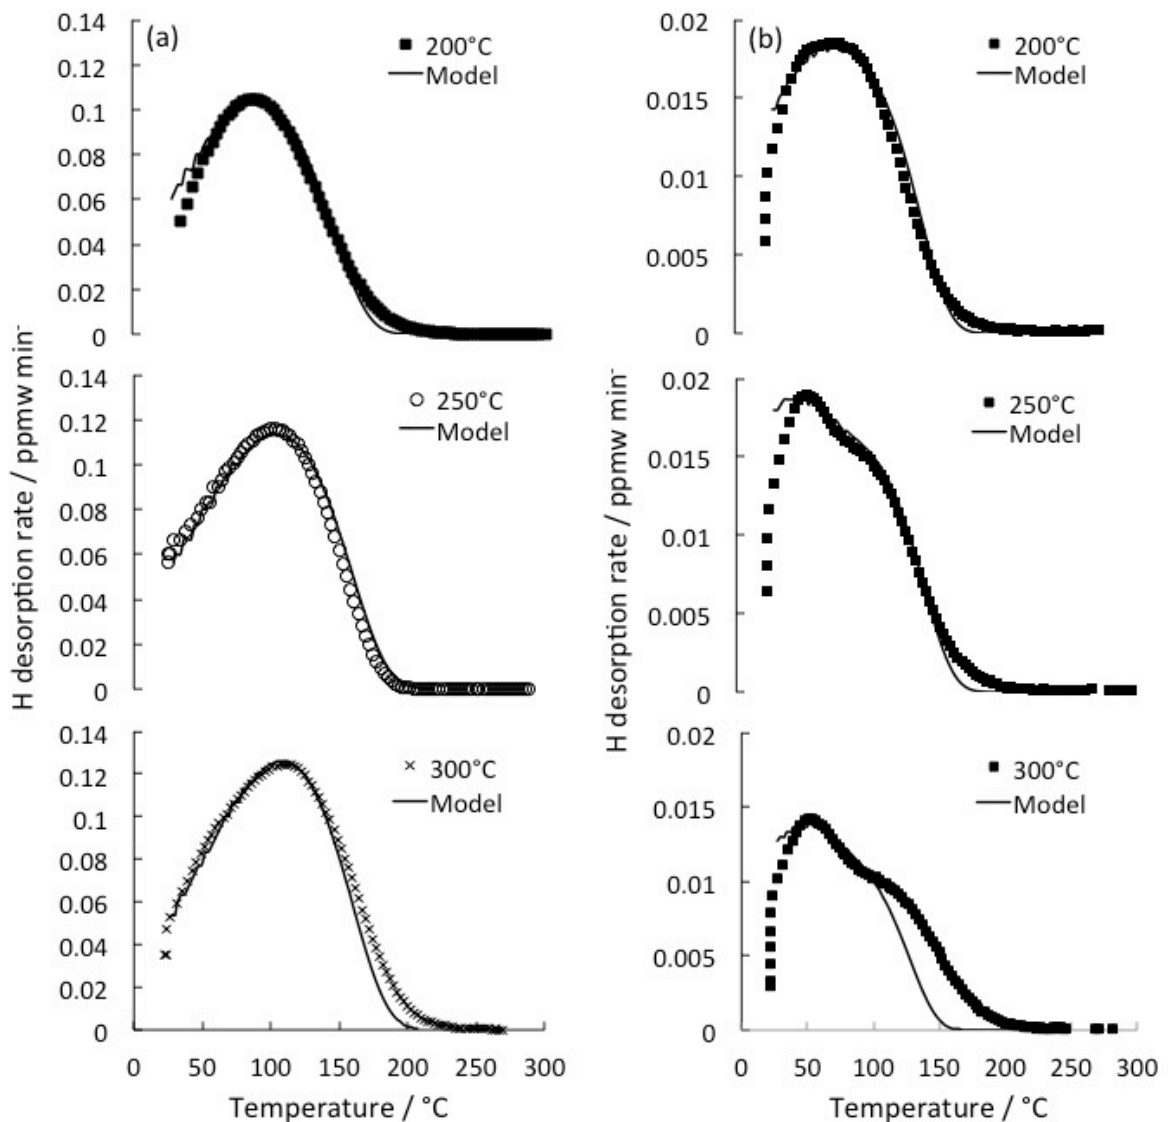 (a)
0.14
0.12
0.1
0.08
0.06
0.04
0.02
0
200°C
Model
(b)
0.02
0.015
0.01
0.005
0
200°C
Model
0.14
0.12
0.1
0.08
0.06
0.04
0.02
0
250°C
Model
0.02
0.015
0.01
0.005
0
250°C
Model
0.14
0.12
0.1
0.08
0.06
0.04
0.02
0
300°C
Model
0.02
0.015
0.01
0.005
0
300°C
Model
H desorption rate / ppmw min-
H desorption rate / ppmw min-
0 50 100 150 200 250 300
0 50 100 150 200 250 300
Temperature / °C
Temperature / °C